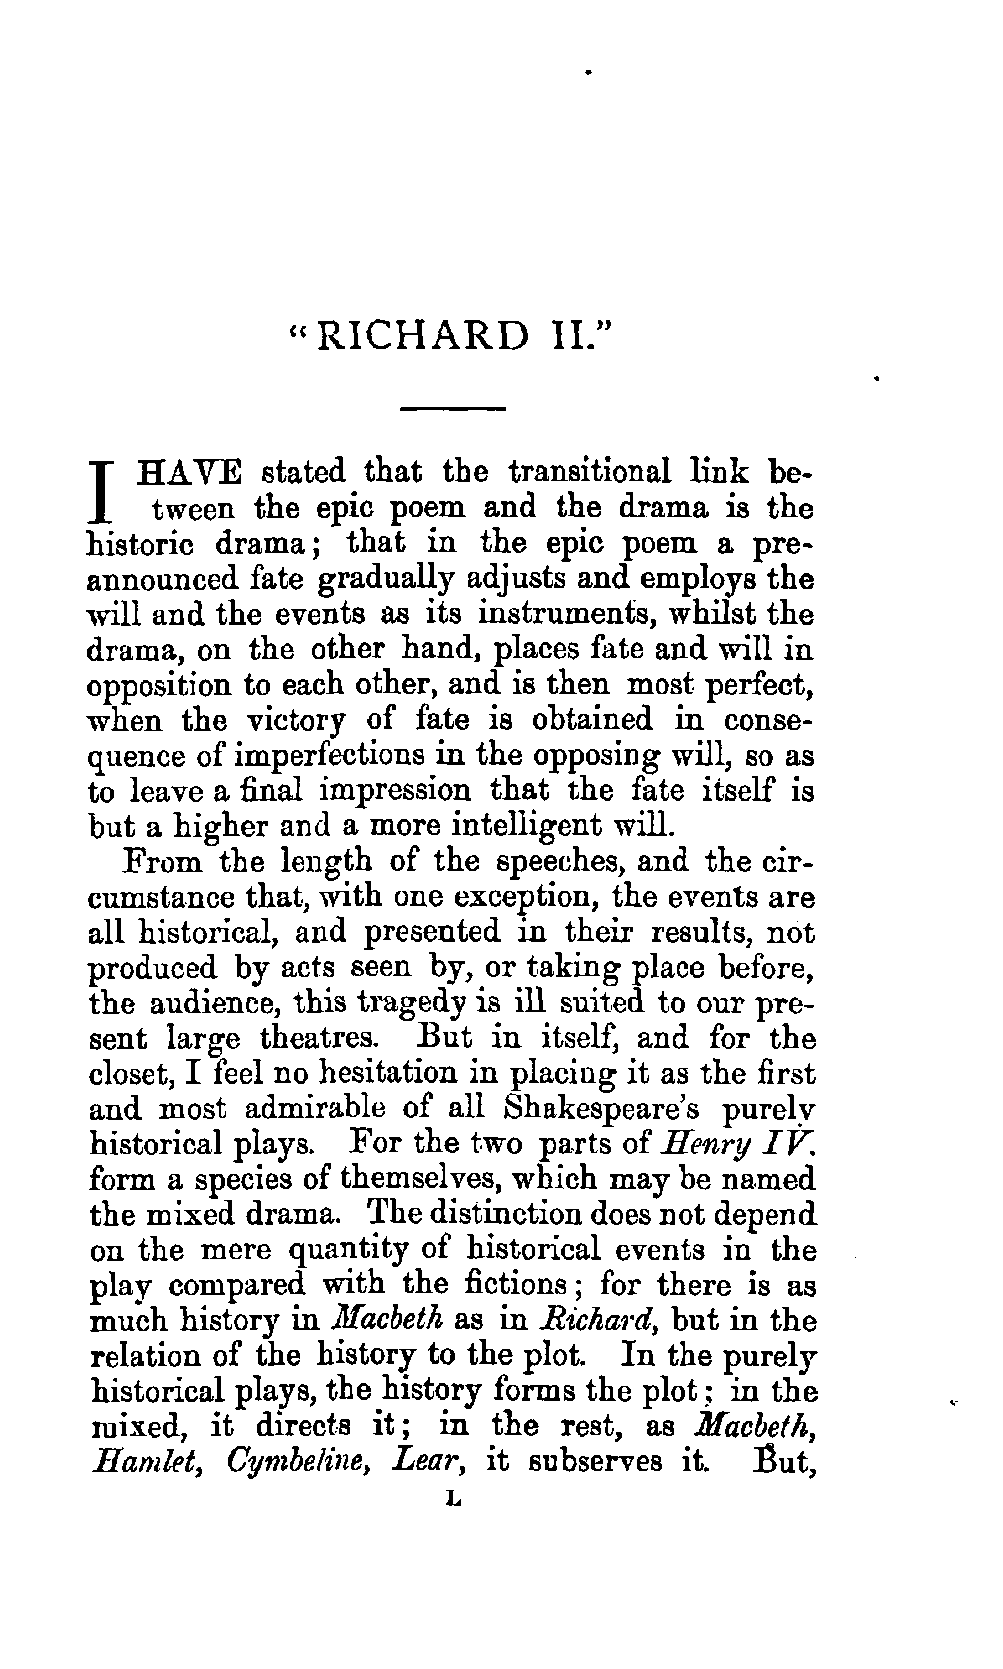 “RICHARD II.”
I HAVE stated that the transitional link be-
tween the epic poem and the drama is the
historic drama; that in the epic poem a pre-
announced fate gradually adjusts and employs the
will and the events as its instruments, whilst the
drama, on the other hand, places fate and will in
opposition to each other, and is then most perfect,
when the victory of fate is obtained in conse-
quence of imperfections in the opposing will, so as
to leave a final impression that the fate itself is
but a higher and a more intelligent will.
From the length of the speeches, and the cir-
cumstance that, with one exception, the events are
all historical, and presented in their results, not
produced by acts seen by, or taking place before,
the audience, this tragedy is ill suited to our pre-
sent large theatres. But in itself, and for the
closet, I feel no hesitation in placing it as the first
and most admirable of all Shakespeare’s purely
historical plays. For the two parts of Henry IV.
form a species of themselves, which may be named
the mixed drama. The distinction does not depend
on the mere quantity of historical events in the
play compared with the fictions; for there is as
much history in Macbeth as in Richard, but in the
relation of the history to the plot. In the purely
historical plays, the history forms the plot; in the
mixed, it directs it; in the rest, as Macbeth,
Hamlet, Cymbeline, Lear, it subserves it. But,
L